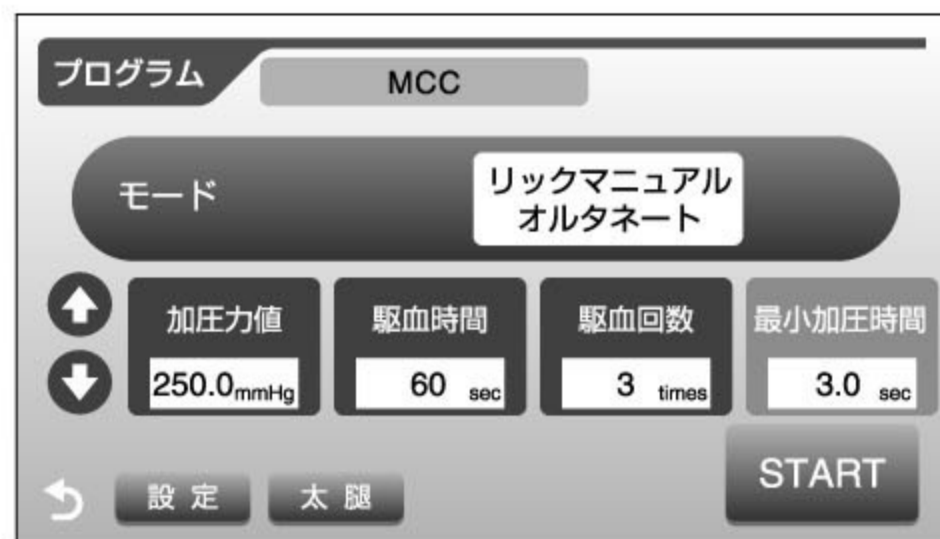 プログラム
MCC
モード
リックマニュアル
オルタネート
加圧力値
駆血時間
駆血回数
最小加圧時間
250.0mmHg
60 sec
3 times
3.0 sec
START
設定
太腿